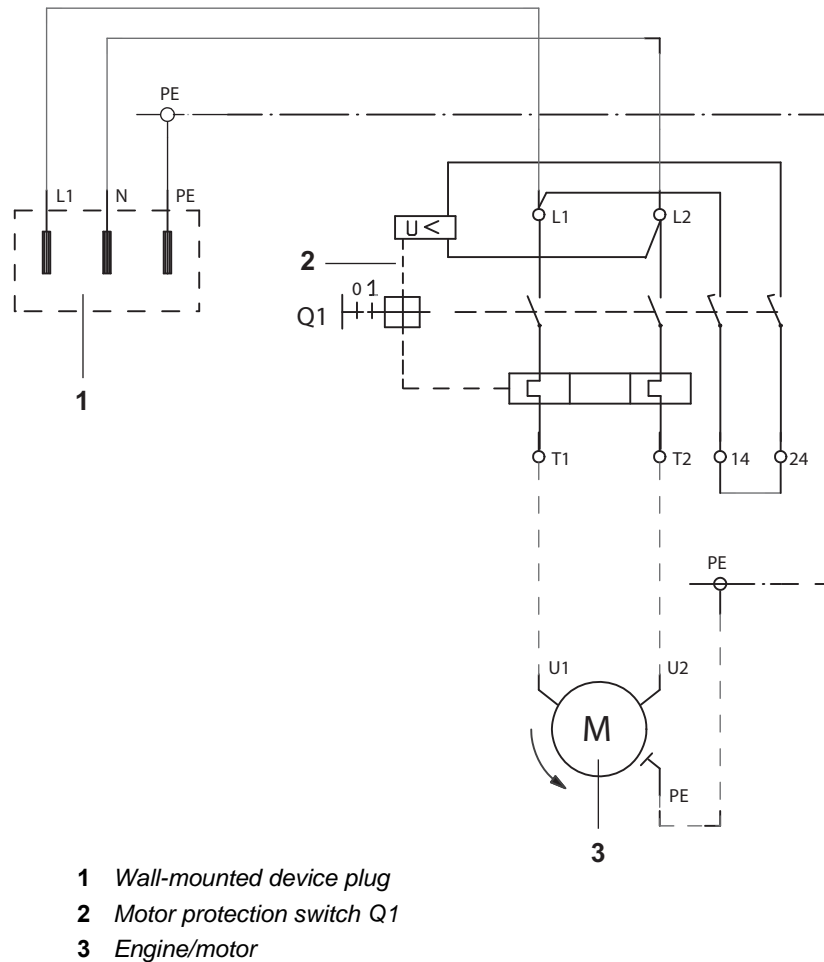 PE
L1 N PE
L1 L2
U <
2
0 1
Q1
1
T1 T2 14 24
PE
U1 U2
M
PE
3
1 Wall-mounted device plug
2 Motor protection switch Q1
3 Engine/motor